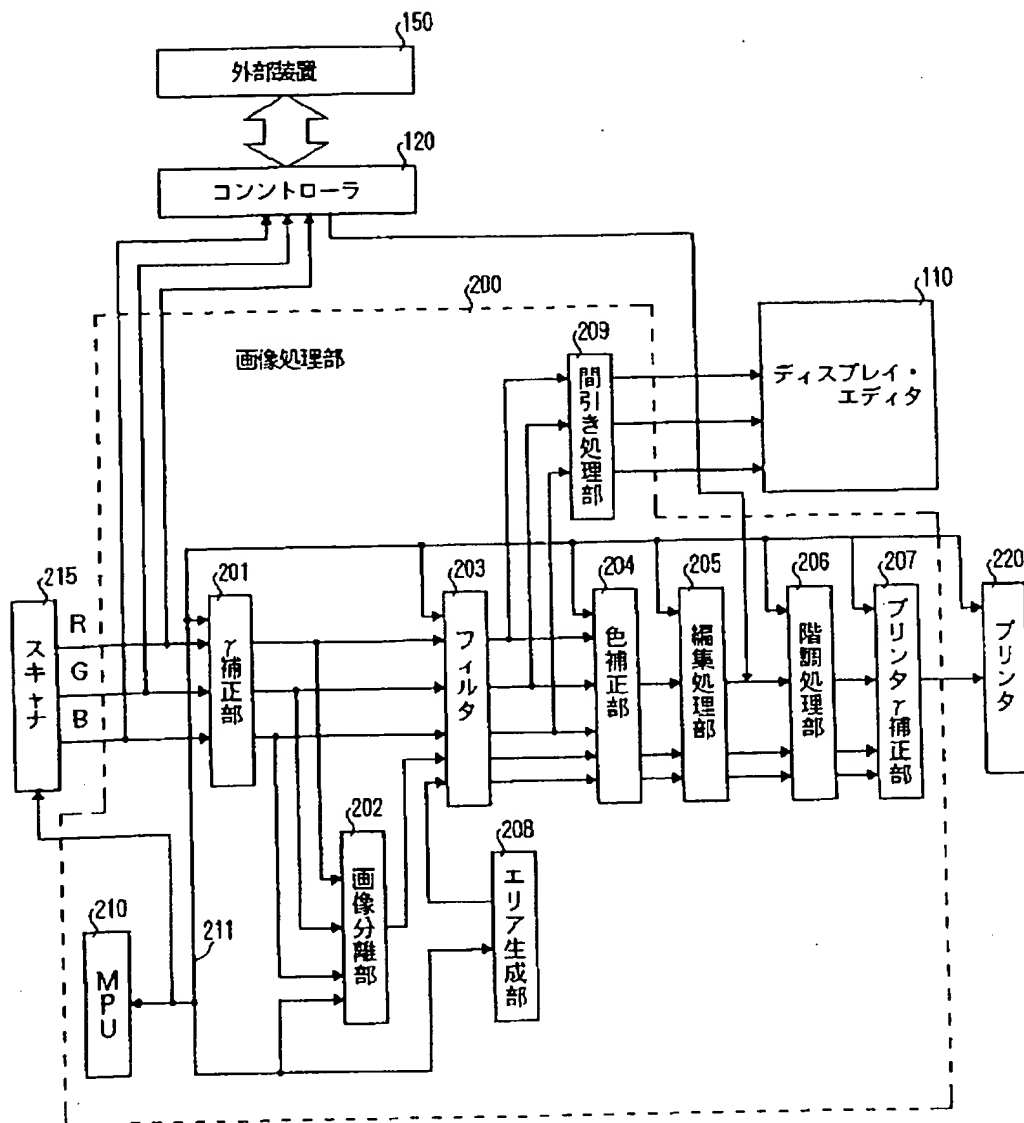 150
外部装置
120
コンントローラ
200
110
画像処理部
209
間引き処理部
ディスプレイ・
エディタ
215
スキャナ
R
G
B
201
γ補正部
203
フィルタ
204
色補正部
205
編集処理部
206
階調処理部
207
プリンタγ補正部
220
プリンタ
202
画像分離部
208
エリア生成部
210
MPU
211